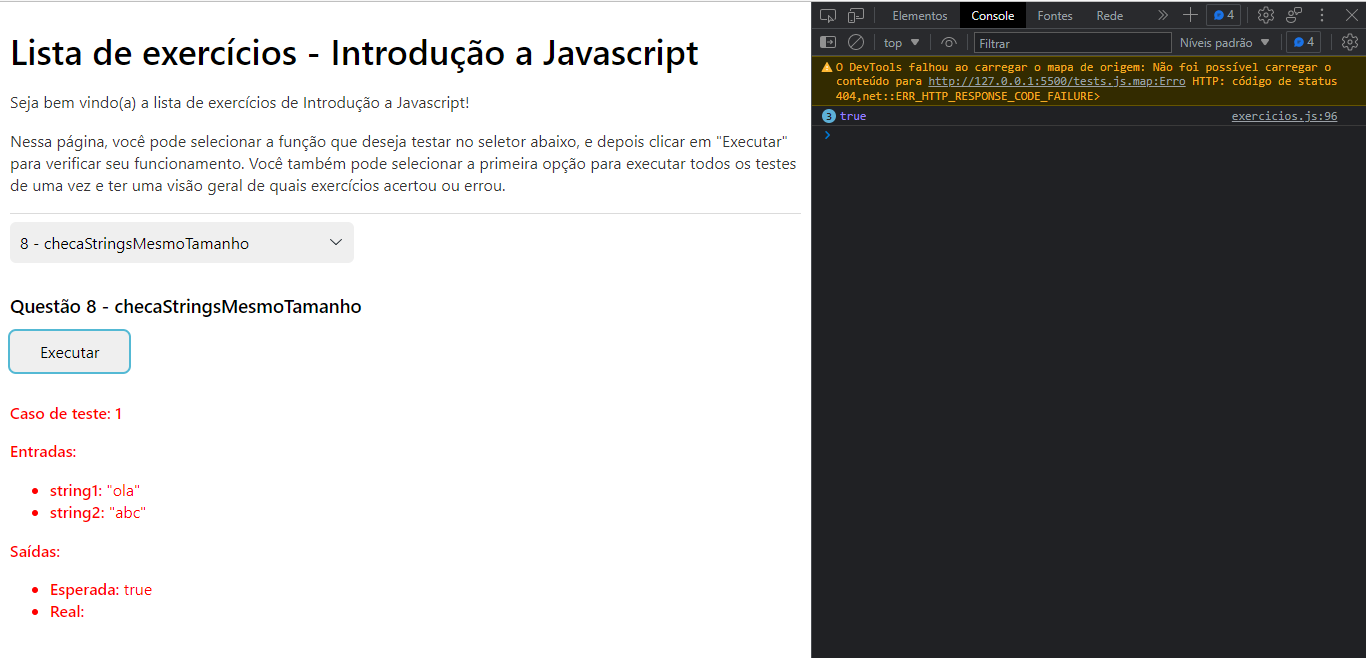 Lista de exercícios - Introdução a Javascript
Seja bem vindo(a) a lista de exercícios de Introdução a Javascript!
Nessa página, você pode selecionar a função que deseja testar no seletor abaixo, e depois clicar em "Executar"
para verificar seu funcionamento. Você também pode selecionar a primeira opção para executar todos os testes
de uma vez e ter uma visão geral de quais exercícios acertou ou errou.
8 - checaStringsMesmoTamanho
Questão 8 - checaStringsMesmoTamanho
Executar
Caso de teste: 1
Entradas:
string1: "ola"
string2: "abc"
Saídas:
Esperada: true
Real:
Elementos Console Fontes Rede 4
top Filtrar Níveis padrão 4
O DevTools falhou ao carregar o mapa de origem: Não foi possível carregar o
conteúdo para http://127.0.0.1:5500/tests.js.map:Erro HTTP: código de status
404,net::ERR_HTTP_RESPONSE_CODE_FAILURE>
3 true exercicios.js:96